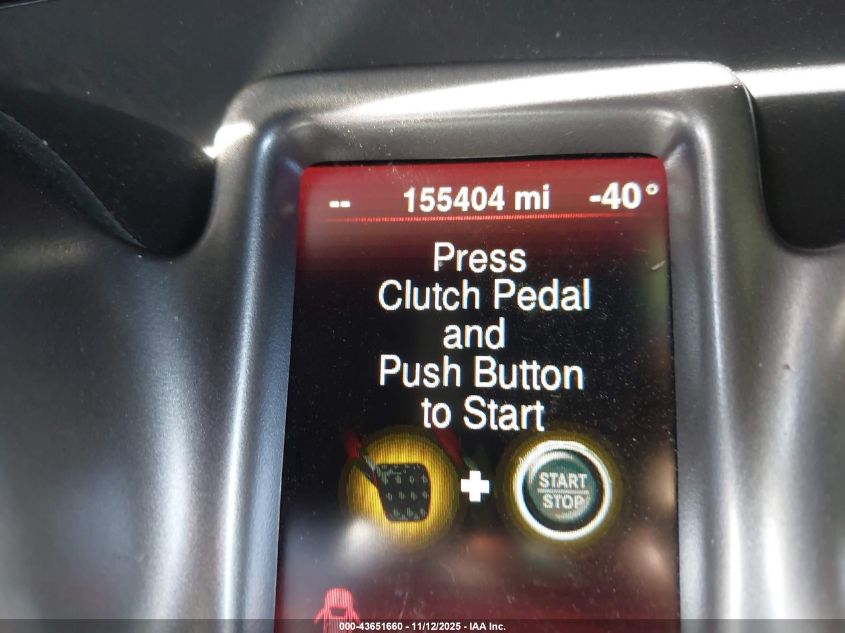 -- 155404 mi -40°
Press
Clutch Pedal
and
Push Button
to Start
START
STOP
000-43651660 - 11/12/2025 - IAA Inc.